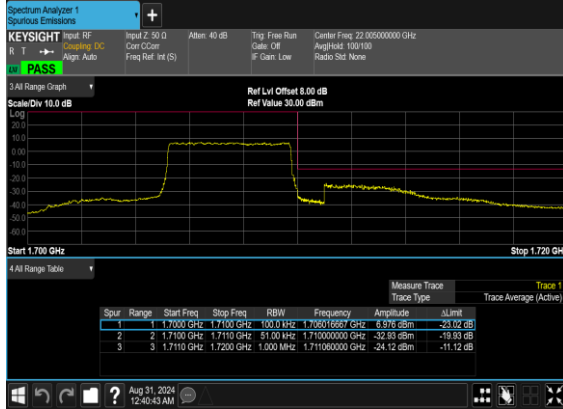 Spectrum Analyzer 1
Spurious Emissions
+
KEYSIGHT Input: RF Input Z: 50 Ω Atten: 40 dB Trig: Free Run Center Freq: 22.005000000 GHz
R T Coupling: DC Corr CCorr Gate: Off Avg|Hold: 100/100
Align: Auto Freq Ref: Int (S) IF Gain: Low Radio Std: None
PASS
3 All Range Graph
Ref Lvl Offset 8.00 dB
Scale/Div 10.0 dB Ref Value 30.00 dBm
Log
20.0
10.0
0.00
-10.0
-20.0
-30.0
-40.0
-50.0
-60.0
Start 1.700 GHz Stop 1.720 GH
4 All Range Table
Measure Trace Trace 1
Trace Type Trace Average (Active)
Spur Range Start Freq Stop Freq RBW Frequency Amplitude ΔLimit
1 1 1.7000 GHz 1.7100 GHz 100.0 kHz 1.706016667 GHz 6.976 dBm -23.02 dB
2 2 1.7100 GHz 1.7110 GHz 51.00 kHz 1.710000000 GHz -32.93 dBm -19.93 dB
3 3 1.7110 GHz 1.7200 GHz 1.000 MHz 1.711060000 GHz -24.12 dBm -11.12 dB
?
Aug 31, 2024
12:40:43 AM